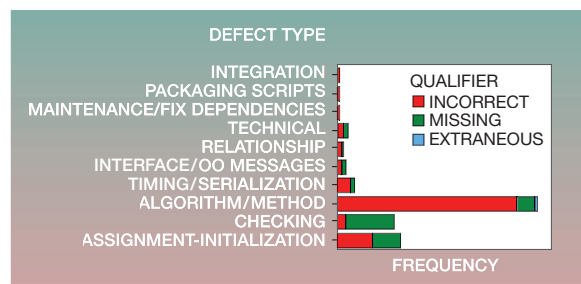 DEFECT TYPE
INTEGRATION
PACKAGING SCRIPTS
MAINTENANCE/FIX DEPENDENCIES
TECHNICAL
RELATIONSHIP
INTERFACE/OO MESSAGES
TIMING/SERIALIZATION
ALGORITHM/METHOD
CHECKING
ASSIGNMENT-INITIALIZATION
QUALIFIER
INCORRECT
MISSING
EXTRANEOUS
FREQUENCY